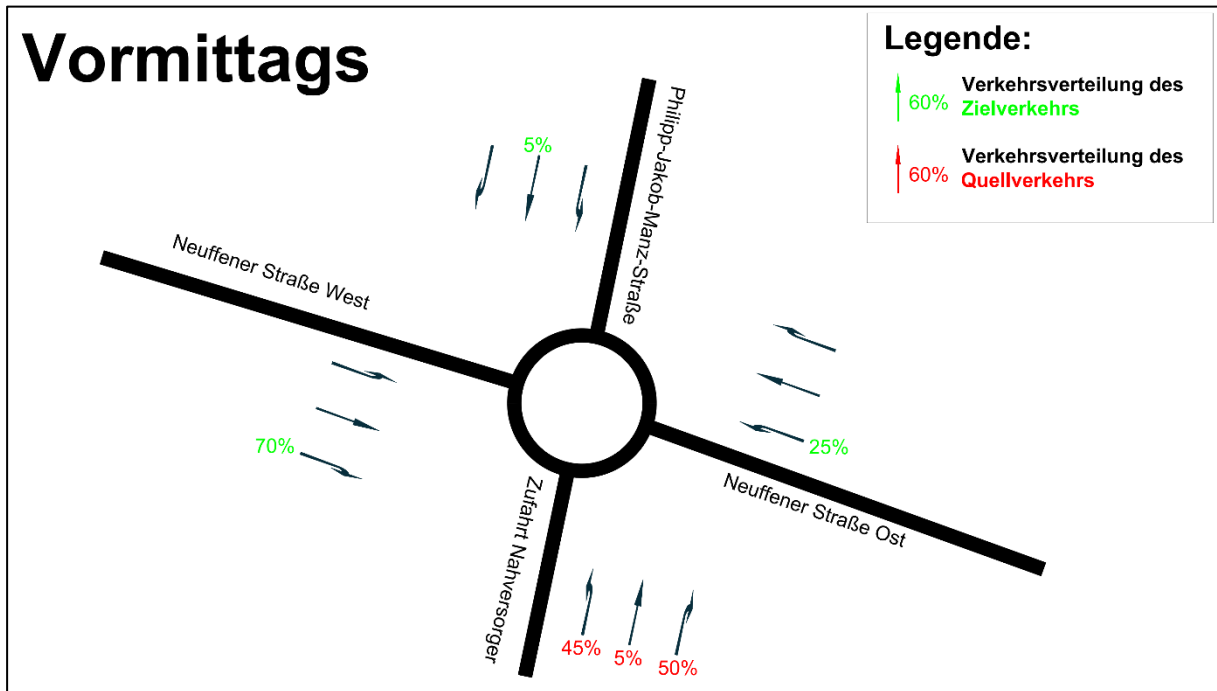 Vormittags
Legende:
60% Verkehrsverteilung des
Zielverkehrs
60% Verkehrsverteilung des
Quellverkehrs
Philipp-Jakob-Manz-Straße
5%
Neuffener Straße West
70%
25%
Neuffener Straße Ost
Zufahrt Nahversorger
45%
5%
50%